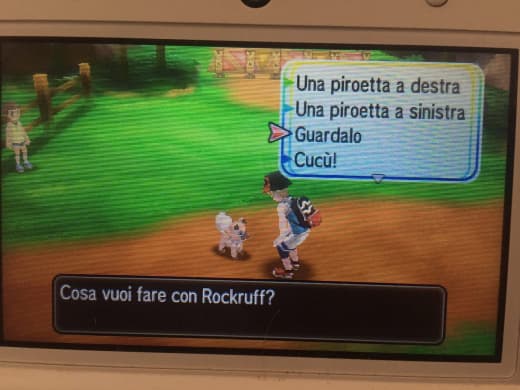 Una piroetta a destra
Una piroetta a sinistra
Guardalo
Cucù!
Cosa vuoi fare con Rockruff?